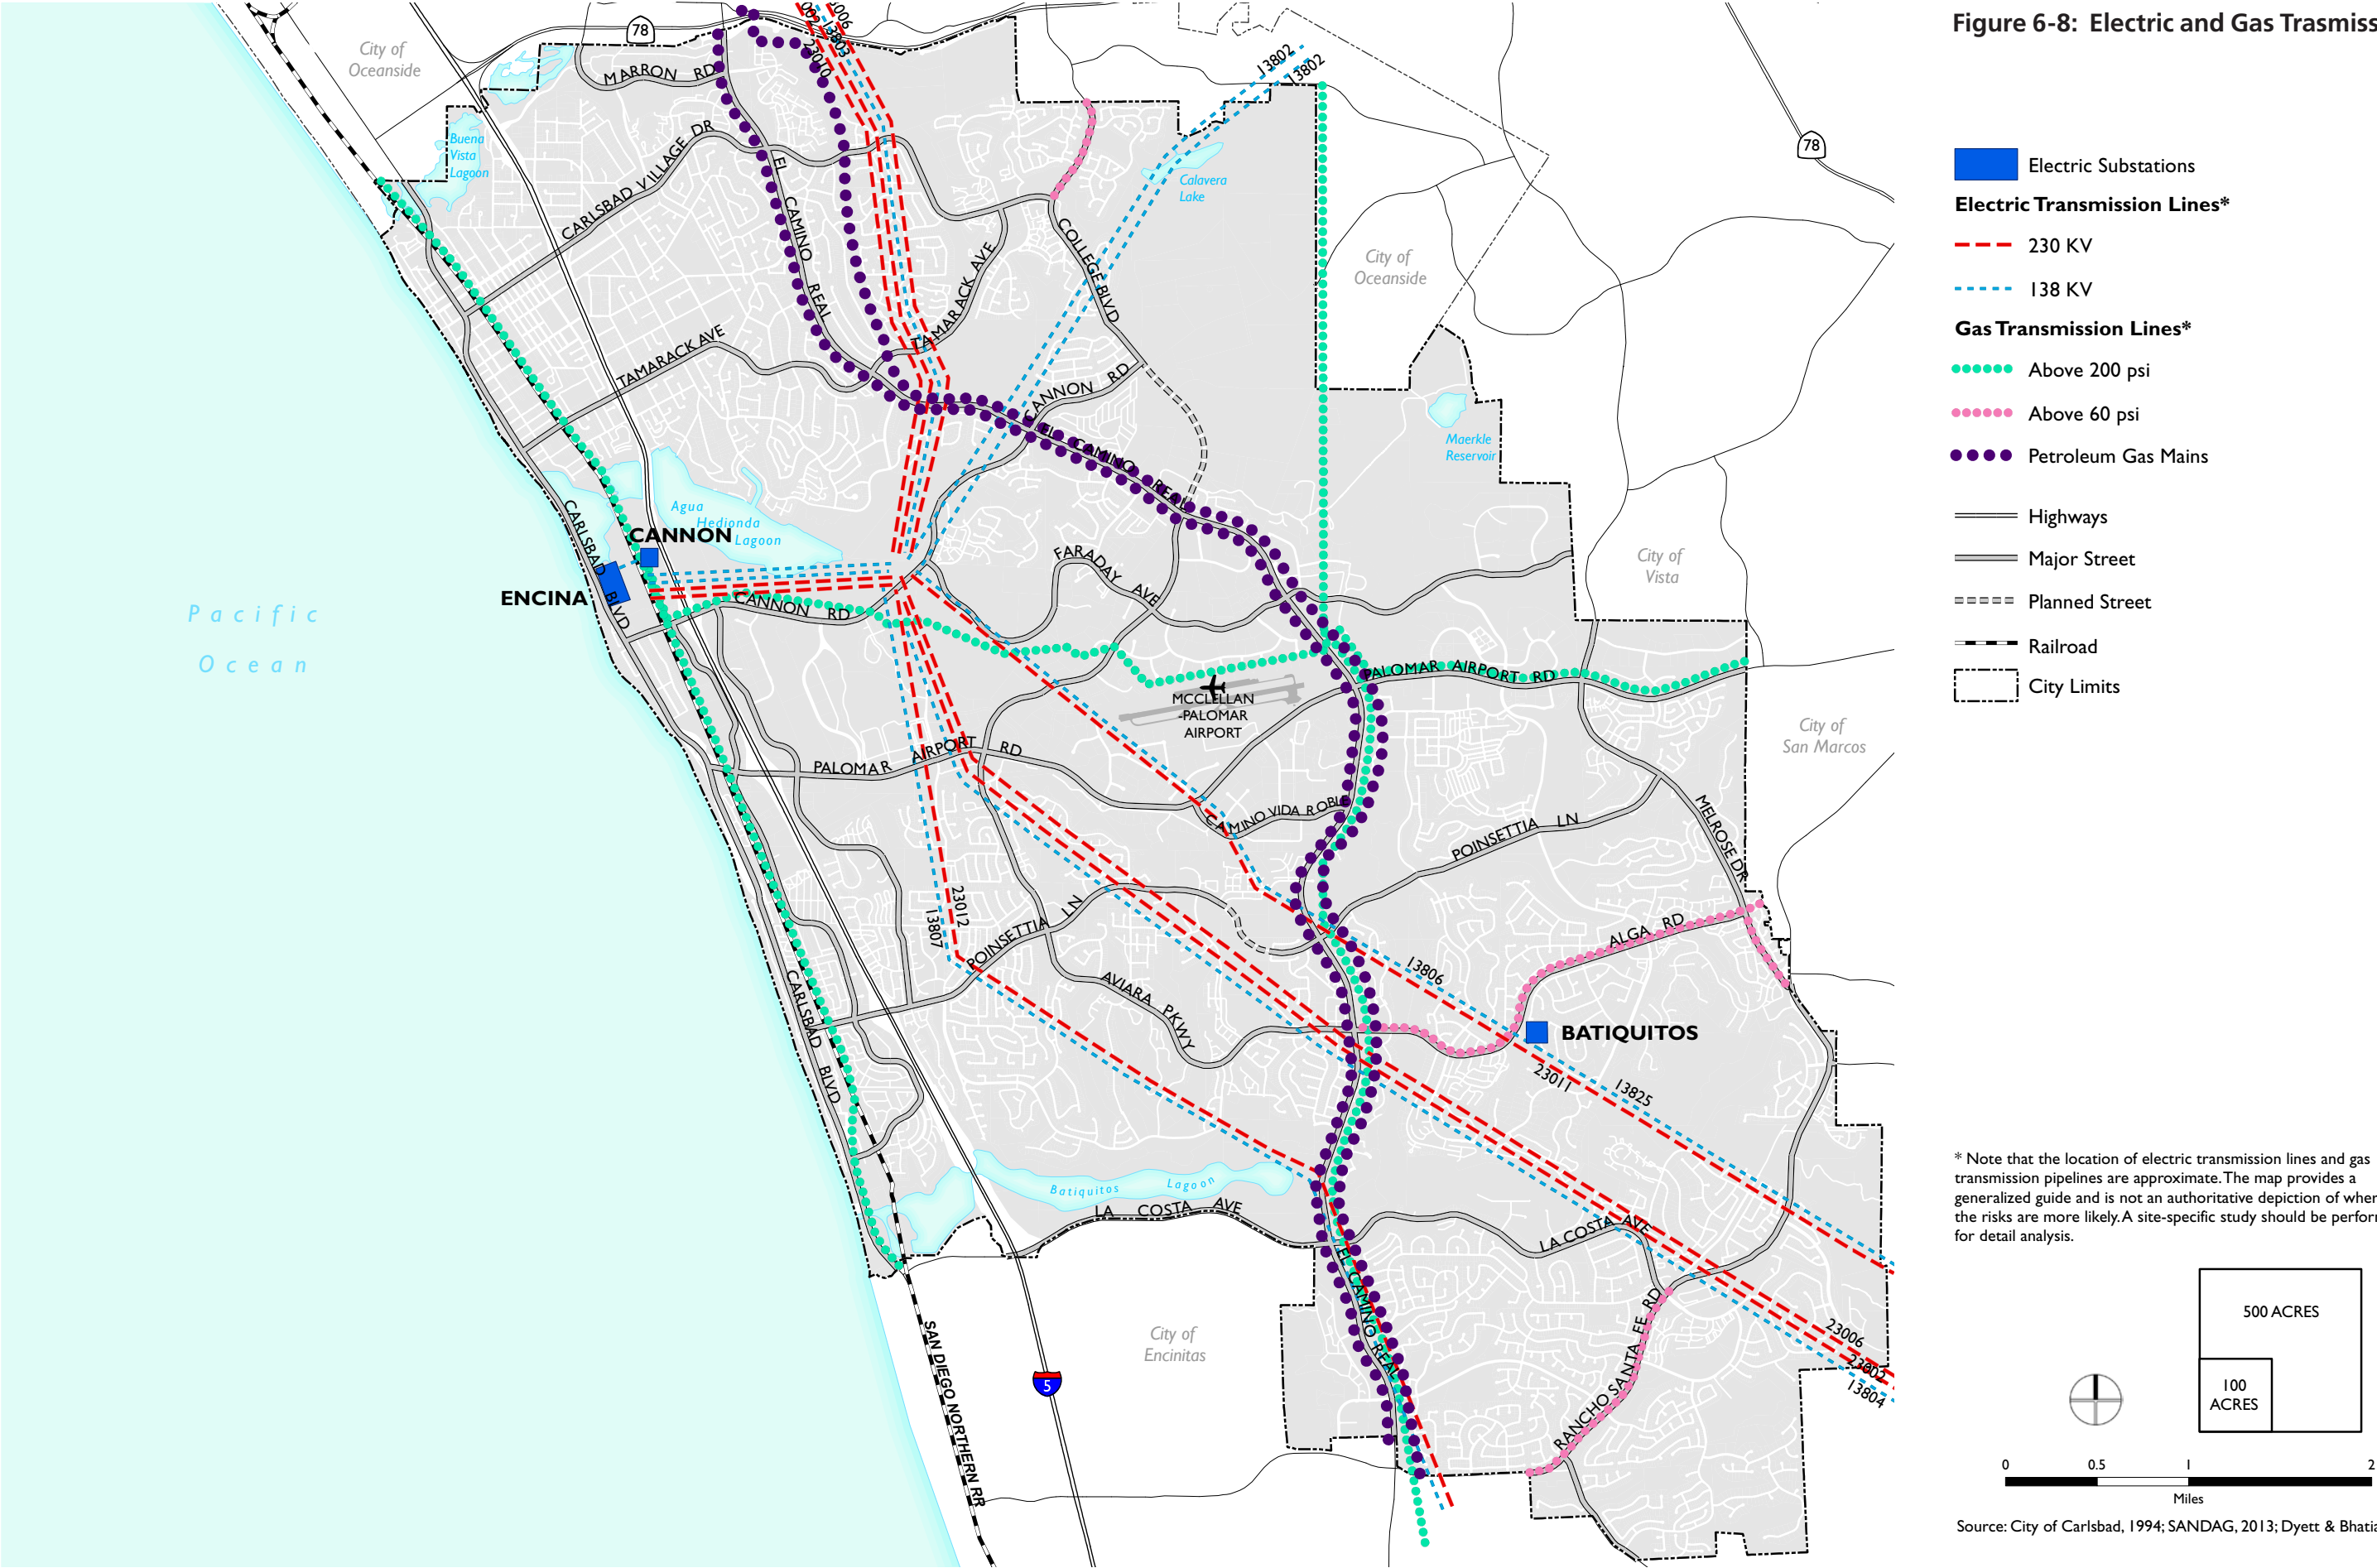 Figure 6-8: Electric and Gas Trasmiss
Electric Substations
Electric Transmission Lines*
230 KV
138 KV
Gas Transmission Lines*
Above 200 psi
Above 60 psi
Petroleum Gas Mains
Highways
Major Street
Planned Street
Railroad
City Limits
* Note that the location of electric transmission lines and gas
transmission pipelines are approximate. The map provides a
generalized guide and is not an authoritative depiction of wher
the risks are more likely. A site-specific study should be perfor
for detail analysis.
500 ACRES
100
ACRES
0 0.5 1 2
Miles
Source: City of Carlsbad, 1994; SANDAG, 2013; Dyett & Bhatia
78
City of
Oceanside
MARRON RD
23010
13803
13802
13802
78
Buena
Vista
Lagoon
CARLSBAD VILLAGE DR
EL CAMINO REAL
Calavera
Lake
COLLEGE BLVD
City of
Oceanside
TAMARACK AVE
TAMARACK AVE
CANNON RD
EL CAMINO REAL
Maerkle
Reservoir
Agua
Hedionda
Lagoon
CARLSBAD BLVD
CANNON
ENCINA
CANNON RD
FARADAY AVE
City of
Vista
Pacific
Ocean
PALOMAR AIRPORT RD
MCCLELLAN
-PALOMAR
AIRPORT
City of
San Marcos
PALOMAR AIRPORT RD
CAMINO VIDA ROBLE
POINSETTIA LN
MELROSE DR
23012
13807
POINSETTIA LN
ALGA RD
AVIARA PKWY
13806
BATIQUITOS
23011
13825
CARLSBAD BLVD
Batiquitos Lagoon
LA COSTA AVE
LA COSTA AVE
EL CAMINO REAL
RANCHO SANTA FE RD
23006
23002
13804
City of
Encinitas
SAN DIEGO NORTHERN RR
5